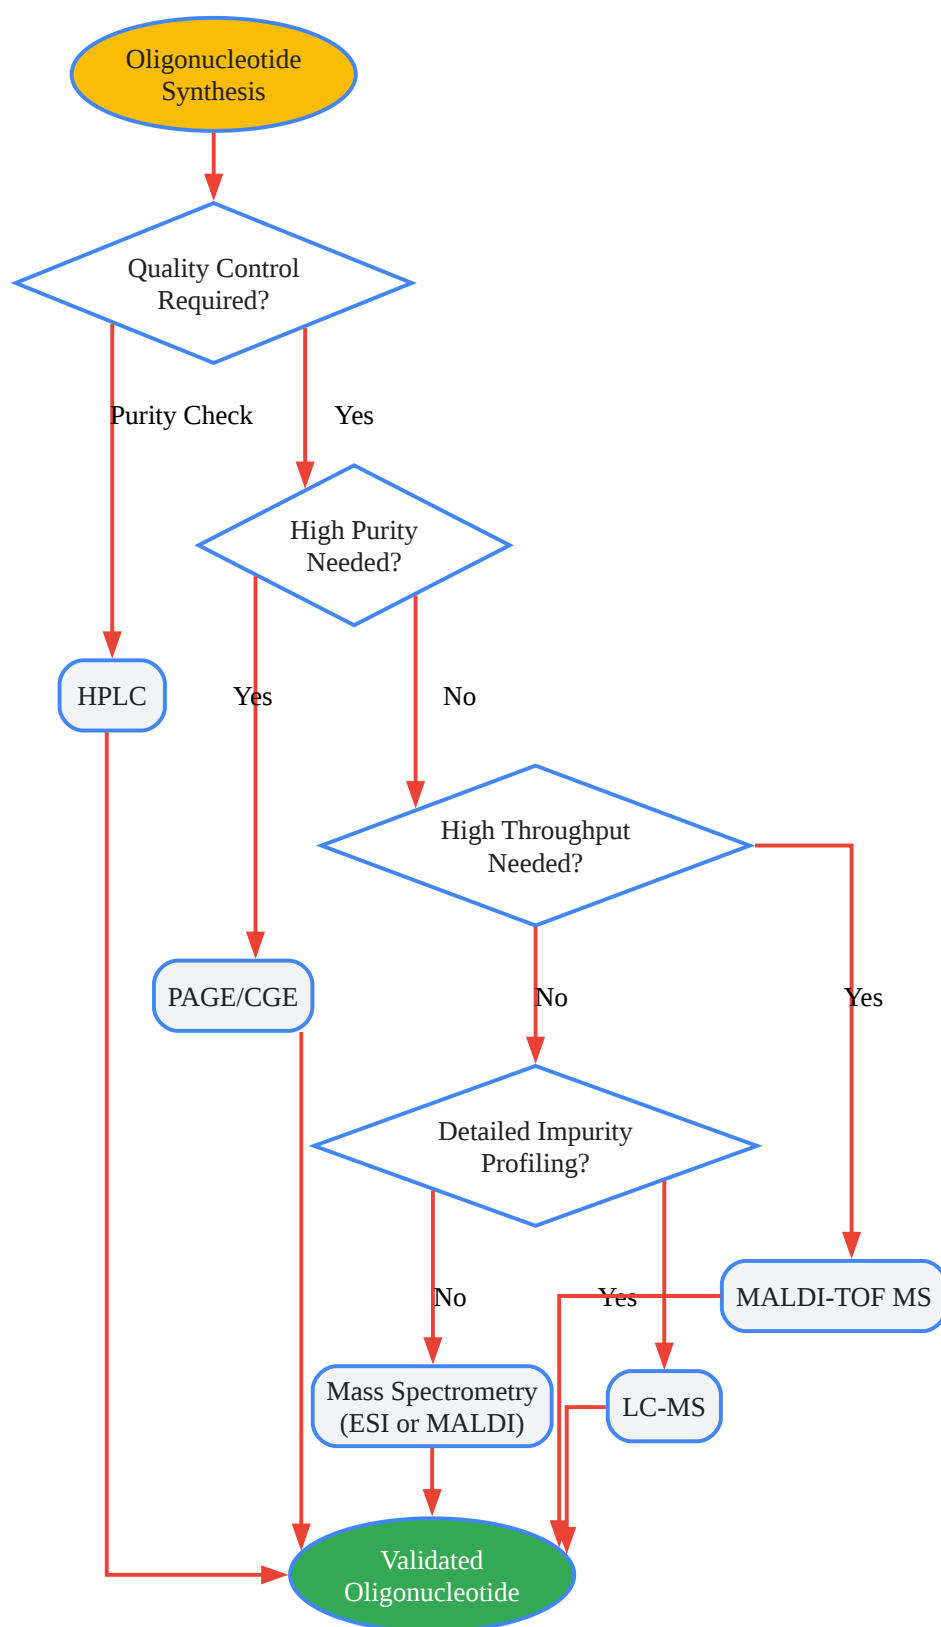 Oligonucleotide
Synthesis
Quality Control
Required?
Purity Check
Yes
High Purity
Needed?
HPLC
Yes
No
High Throughput
Needed?
PAGE/CGE
No
Yes
Detailed Impurity
Profiling?
No
Yes
MALDI-TOF MS
Mass Spectrometry
(ESI or MALDI)
LC-MS
Validated
Oligonucleotide